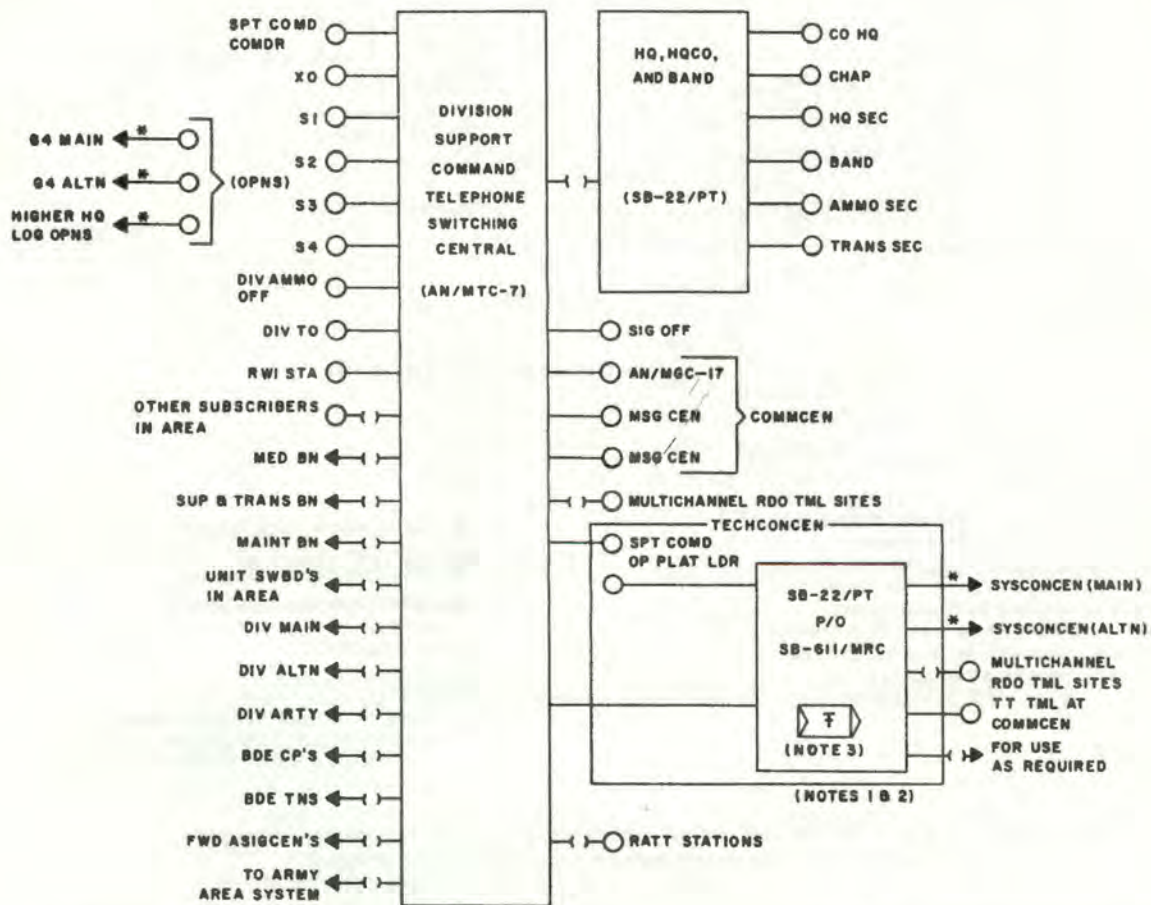 SPT COMD
COMDR
XO
S1
S2
S3
S4
DIV AMMO
OFF
DIV TO
RWI STA
OTHER SUBSCRIBERS
IN AREA
MED BN
SUP & TRANS BN
MAINT BN
UNIT SWBD'S
IN AREA
DIV MAIN
DIV ALTN
DIV ARTY
BDE CP'S
BDE TNS
FWD ASIGCEN'S
TO ARMY
AREA SYSTEM
G4 MAIN
*
G4 ALTN
*
HIGHER HQ
LOG OPNS
*
(OPNS)
DIVISION
SUPPORT
COMMAND
TELEPHONE
SWITCHING
CENTRAL
(AN/MTC-7)
HQ, HQCO,
AND BAND
(SB-22/PT)
CO HQ
CHAP
HQ SEC
BAND
AMMO SEC
TRANS SEC
SIG OFF
AN/MGC-17
MSG CEN
MSG CEN
COMMCEN
MULTICHANNEL RDO TML SITES
TECHCONCEN
SPT COMD
OP PLAT LDR
SB-22/PT
P/O
SB-611/MRC
(NOTE 3)
* SYSCONCEN (MAIN)
* SYSCONCEN (ALTN)
MULTICHANNEL
RDO TML SITES
TT TML AT
COMMCEN
FOR USE
AS REQUIRED
(NOTES 1 & 2)
RATT STATIONS